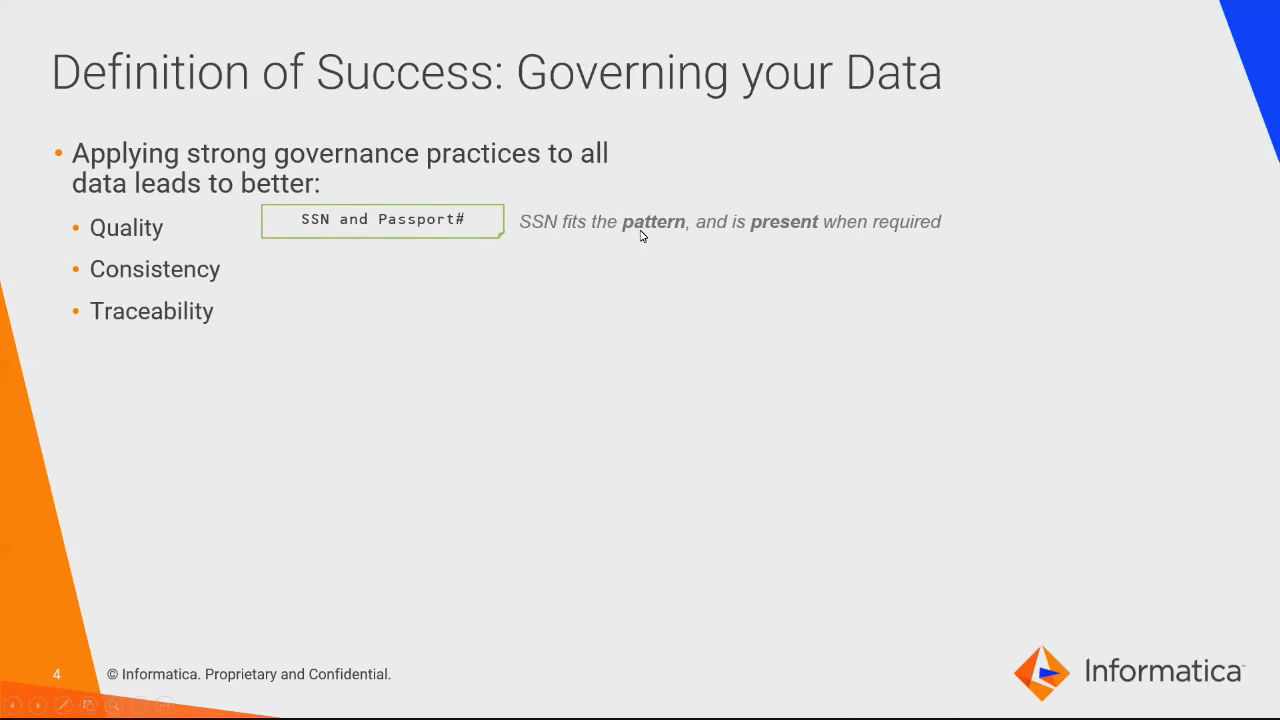 Definition of Success: Governing your Data
• Applying strong governance practices to all
data leads to better:
• Quality
SSN and Passport#
SSN fits the pattern, and is present when required
• Consistency
• Traceability
4
© Informatica. Proprietary and Confidential.
Informatica™